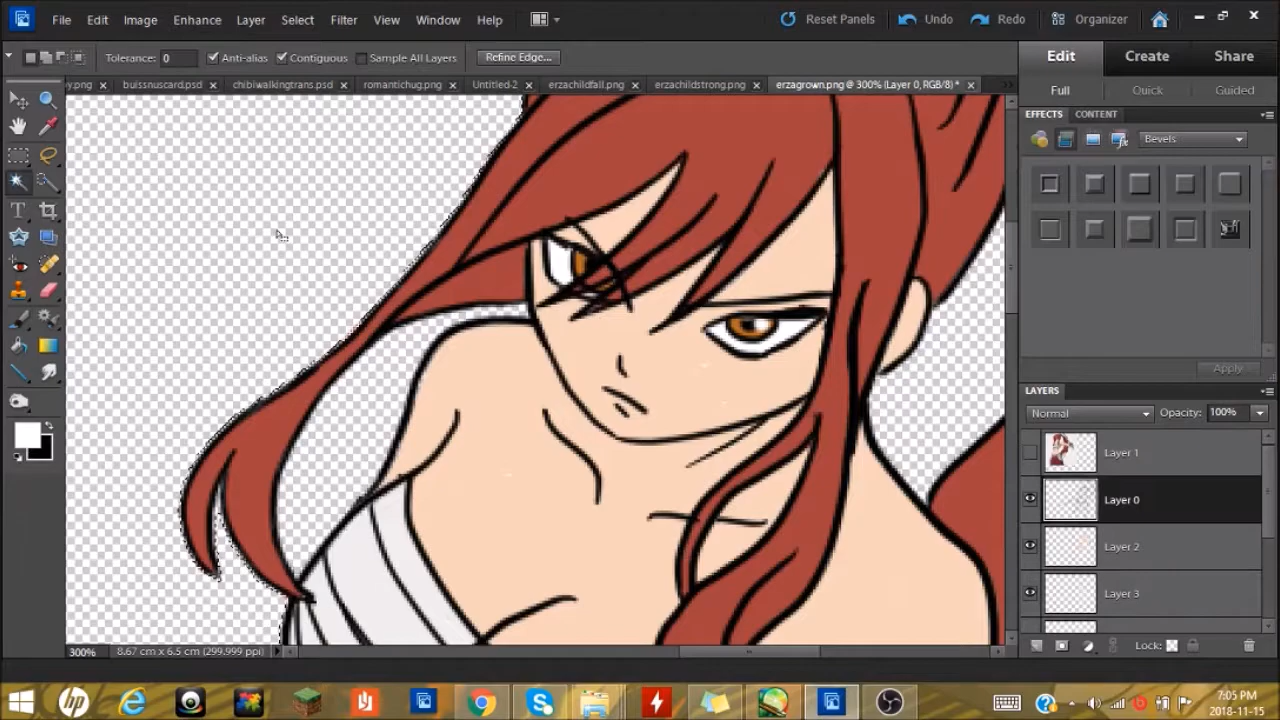 File Edit Image Enhance Layer Select Filter View Window Help Reset Panels Undo Redo Organizer
Tolerance: 0 Anti-alias Contiguous Sample All Layers Refine Edge... Edit Create Share
buissnuscard.psd chibiwalkingtrans.psd romantichug.png Untitled-2 erzachildfail.png erzachildstrong.png erzagrown.png @ 300% (Layer 0, RGB/8) *
Full Quick Guided
EFFECTS CONTENT
Bevels
Apply
LAYERS
Normal Opacity: 100%
Layer 1
Layer 0
Layer 2
Layer 3
300% 8.67 cm x 6.5 cm (299.999 ppi) Lock:
7:05 PM
2018-11-15